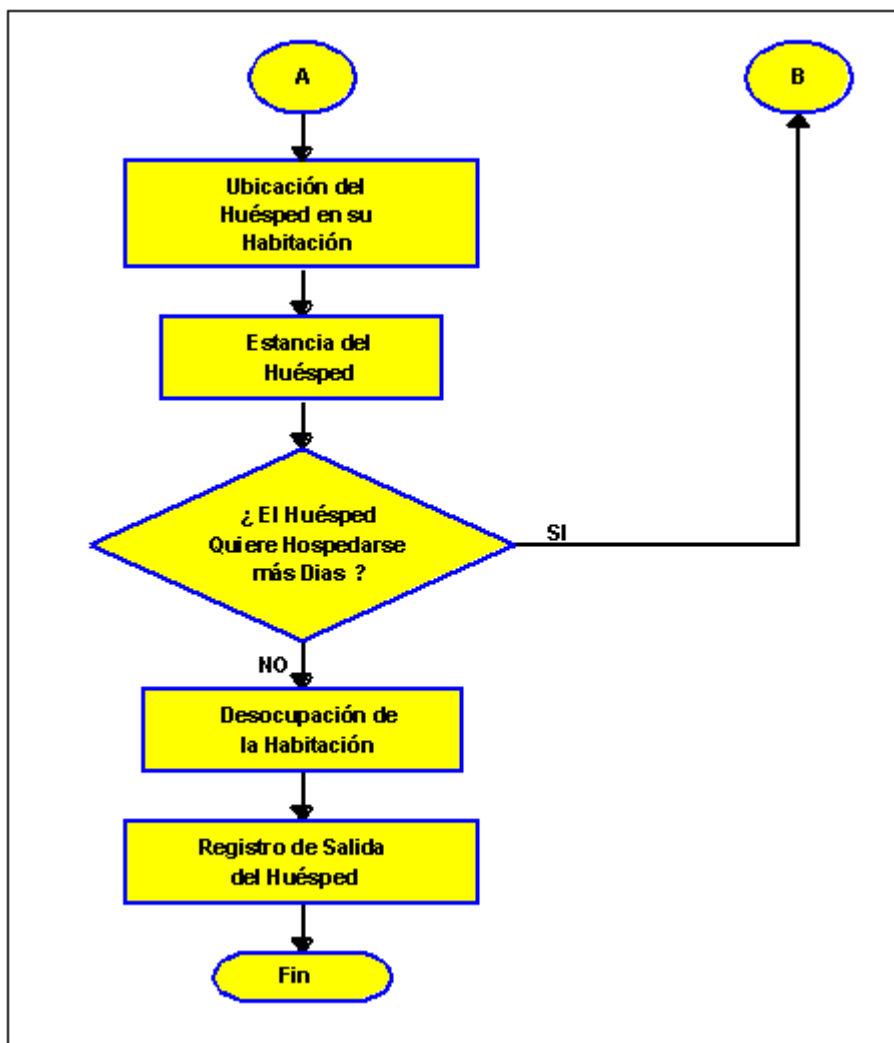 A
B
Ubicación del
Huésped en su
Habitación
Estancia del
Huésped
¿ El Huésped
Quiere Hospedarse
más Dias ?
SI
NO
Desocupación de
la Habitación
Registro de Salida
del Huésped
Fin